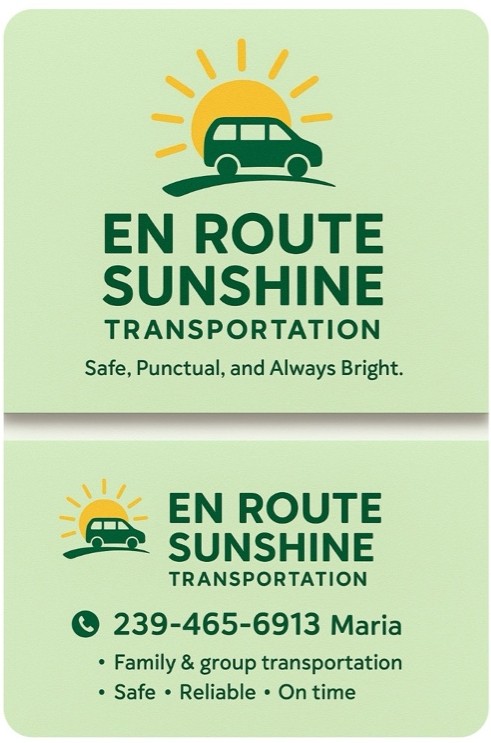 EN ROUTE
SUNSHINE
TRANSPORTATION
Safe, Punctual, and Always Bright.
EN ROUTE
SUNSHINE
TRANSPORTATION
239-465-6913 Maria
• Family & group transportation
• Safe • Reliable • On time